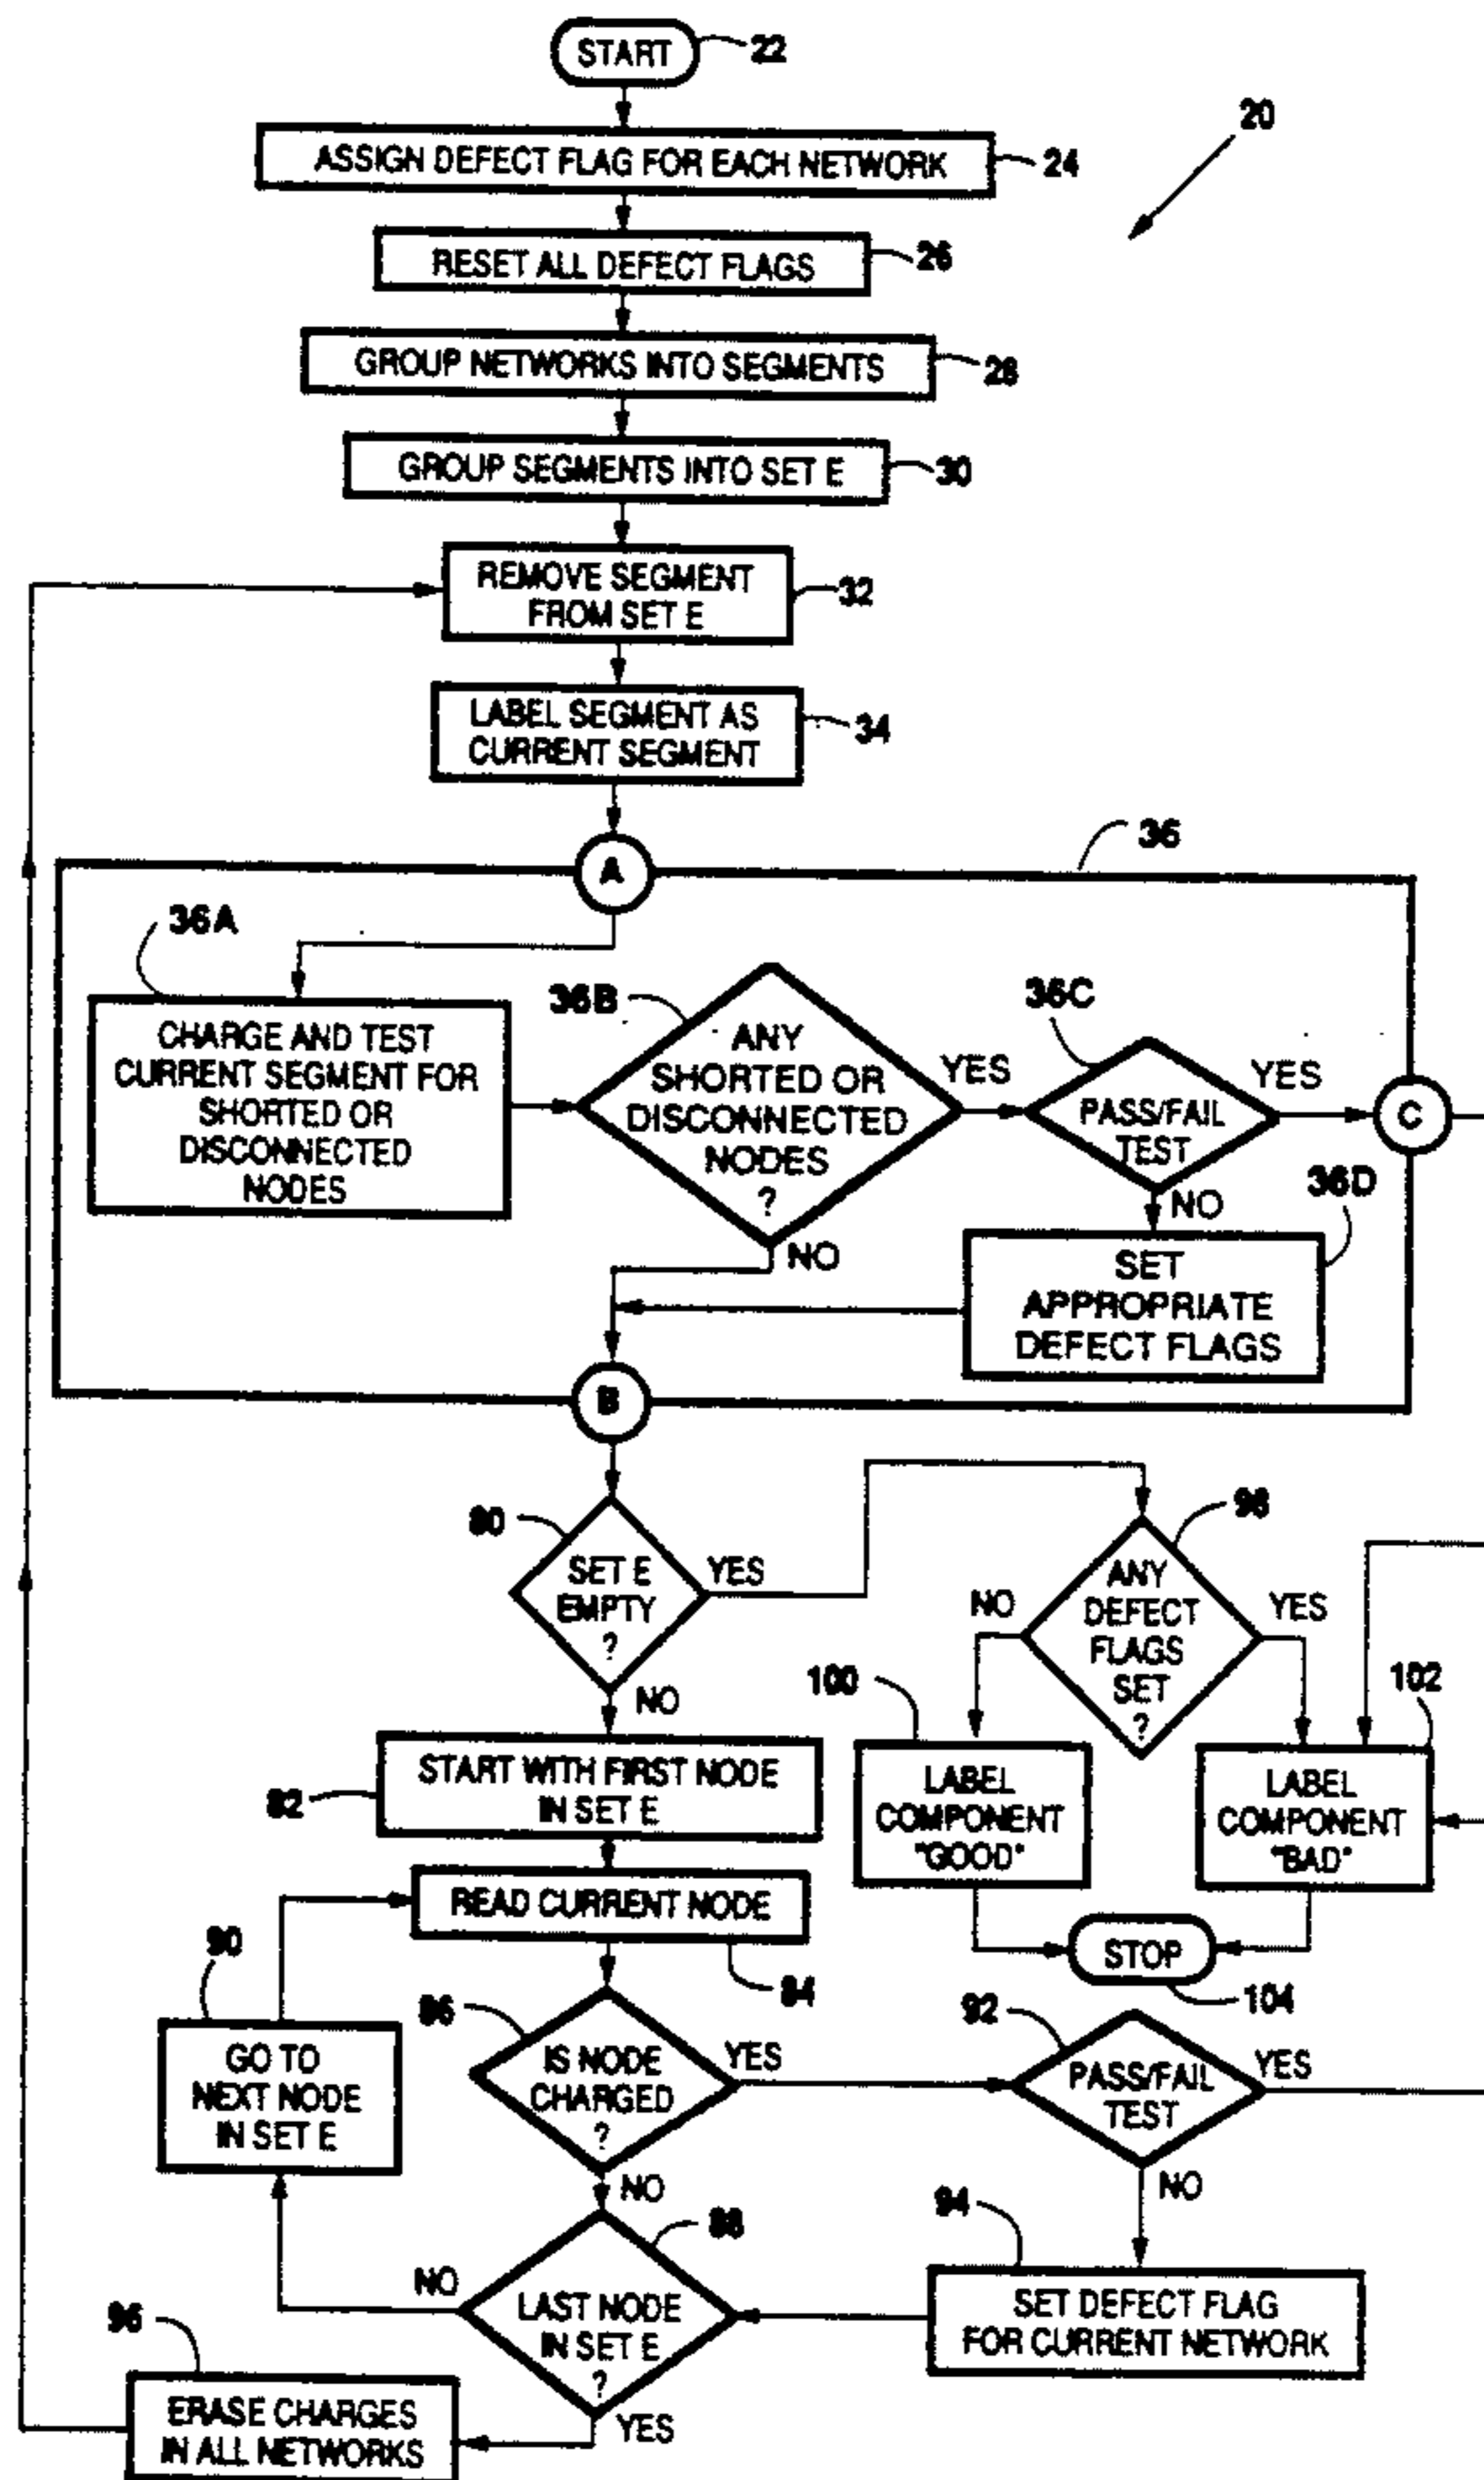 START
22
20
ASSIGN DEFECT FLAG FOR EACH NETWORK
24
RESET ALL DEFECT FLAGS
26
GROUP NETWORKS INTO SEGMENTS
28
GROUP SEGMENTS INTO SET E
30
REMOVE SEGMENT
FROM SET E
32
LABEL SEGMENT AS
CURRENT SEGMENT
34
36
A
36A
CHARGE AND TEST
CURRENT SEGMENT FOR
SHORTED OR
DISCONNECTED
NODES
36B
ANY
SHORTED OR
DISCONNECTED
NODES
?
YES
NO
36C
PASS/FAIL
TEST
YES
NO
C
36D
SET
APPROPRIATE
DEFECT FLAGS
B
80
SET E
EMPTY
?
YES
NO
98
ANY
DEFECT
FLAGS
SET
?
NO
YES
100
LABEL
COMPONENT
"GOOD"
102
LABEL
COMPONENT
"BAD"
STOP
104
82
START WITH FIRST NODE
IN SET E
READ CURRENT NODE
84
90
GO TO
NEXT NODE
IN SET E
86
IS NODE
CHARGED
?
YES
NO
92
PASS/FAIL
TEST
YES
NO
94
SET DEFECT FLAG
FOR CURRENT NETWORK
88
LAST NODE
IN SET E
?
NO
YES
96
ERASE CHARGES
IN ALL NETWORKS